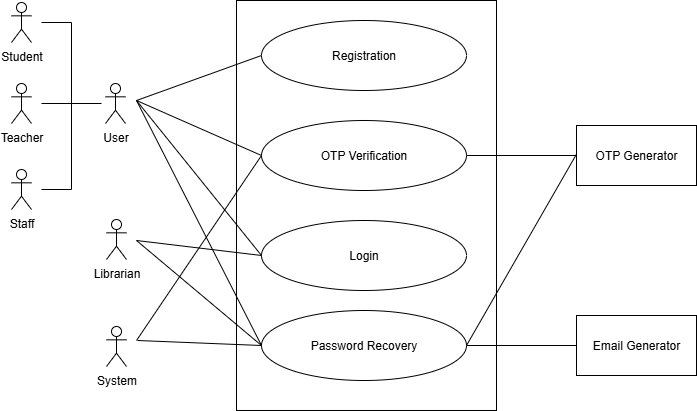 Student
Teacher
Staff
User
Librarian
System
Registration
OTP Verification
Login
Password Recovery
OTP Generator
Email Generator